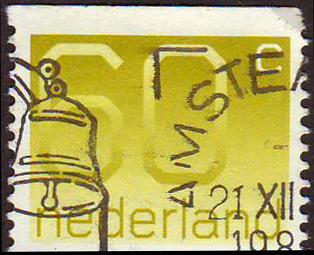 60 c
AMSTE
nederland
21 XII
198